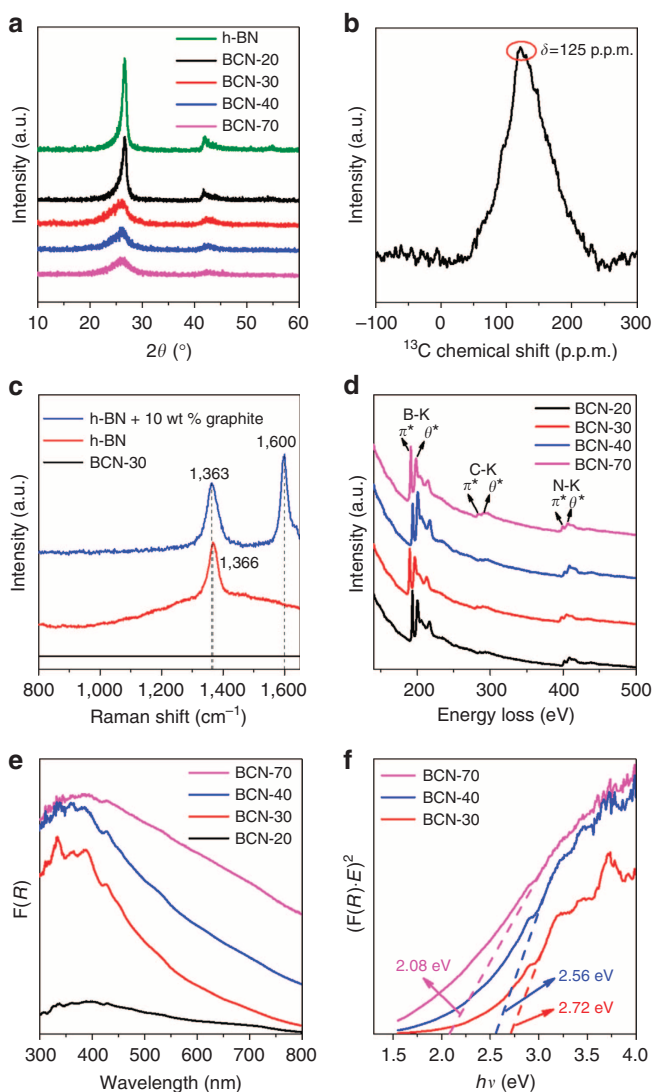 a
h-BN
BCN-20
BCN-30
BCN-40
BCN-70
Intensity (a.u.)
10 20 30 40 50 60
2θ (°)
b
δ=125 p.p.m.
Intensity (a.u.)
−100 0 100 200 300
¹³C chemical shift (p.p.m.)
c
h-BN + 10 wt % graphite
h-BN
BCN-30
1,600
1,363
1,366
Intensity (a.u.)
800 1,000 1,200 1,400 1,600
Raman shift (cm⁻¹)
d
BCN-20
BCN-30
BCN-40
BCN-70
B-K
π* θ*
C-K
π* θ*
N-K
π* θ*
Intensity (a.u.)
200 300 400 500
Energy loss (eV)
e
BCN-70
BCN-40
BCN-30
BCN-20
F(R)
300 400 500 600 700 800
Wavelength (nm)
f
BCN-70
BCN-40
BCN-30
(F(R)·E)²
2.08 eV
2.56 eV
2.72 eV
1.5 2.0 2.5 3.0 3.5 4.0
hν (eV)